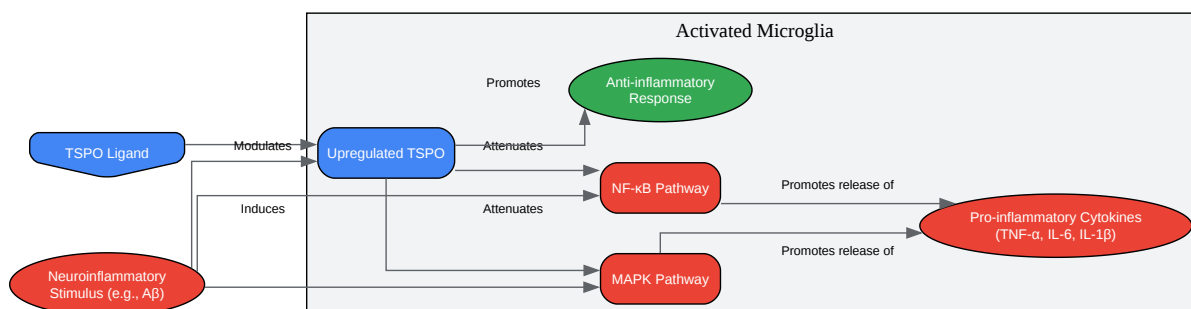 Activated Microglia
Promotes
Anti-inflammatory
Response
TSPO Ligand
Modulates
Upregulated TSPO
Attenuates
NF-κB Pathway
Promotes release of
Induces
Attenuates
Pro-inflammatory Cytokines
(TNF-α, IL-6, IL-1β)
Promotes release of
Neuroinflammatory
Stimulus (e.g., Aβ)
MAPK Pathway